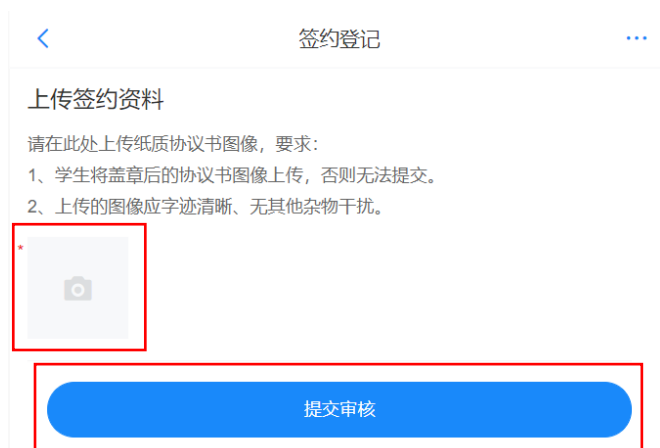 签约登记
上传签约资料
请在此处上传纸质协议书图像，要求：
1、学生将盖章后的协议书图像上传，否则无法提交。
2、上传的图像应字迹清晰、无其他杂物干扰。
*
提交审核